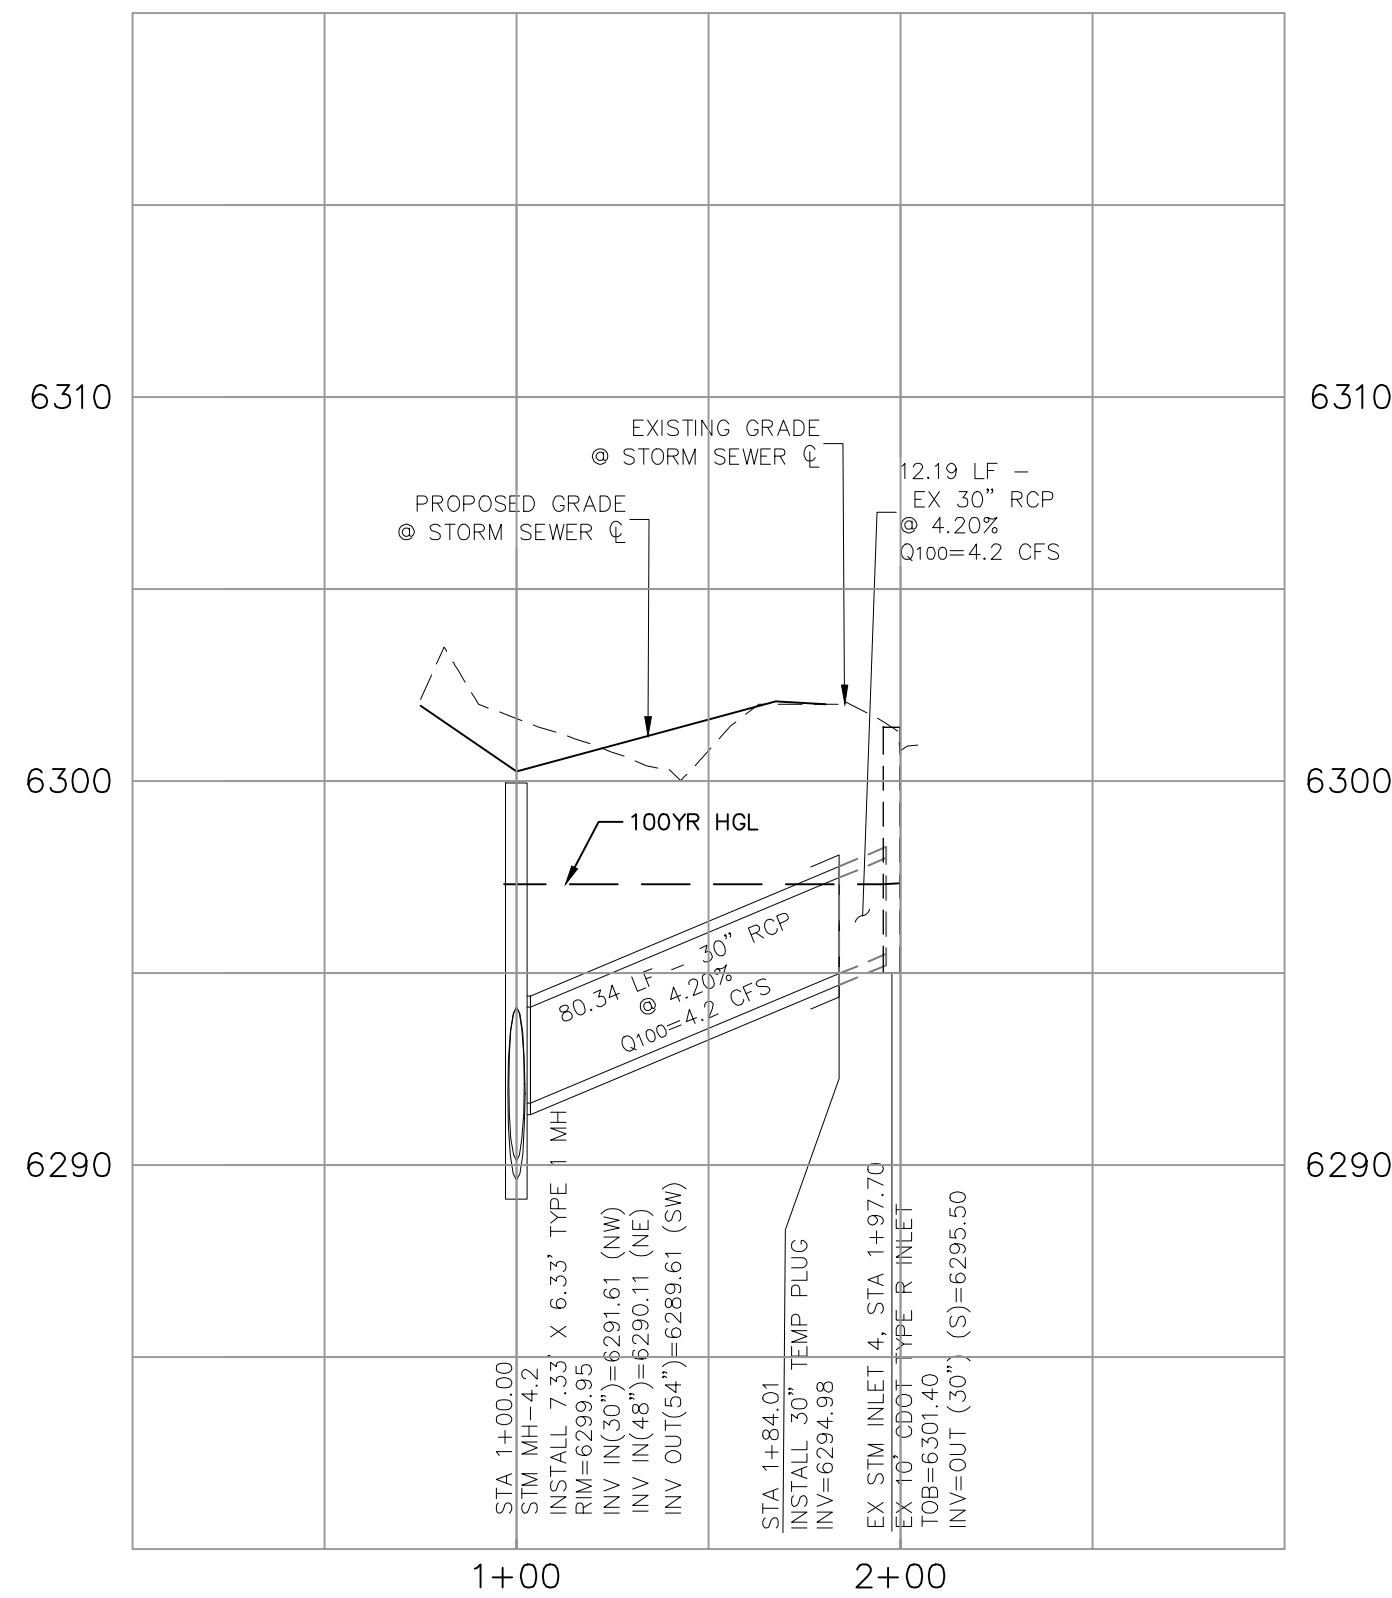 6310
6310
EXISTING GRADE
@ STORM SEWER ℄
12.19 LF –
EX 30" RCP
@ 4.20%
Q100=4.2 CFS
PROPOSED GRADE
@ STORM SEWER ℄
6300
6300
100YR HGL
80.34 LF – 30" RCP
@ 4.20%
Q100=4.2 CFS
6290
6290
STA 1+00.00
STM MH–4.2
INSTALL 7.33' X 6.33' TYPE 1 MH
RIM=6299.95
INV IN(30")=6291.61 (NW)
INV IN(48")=6290.11 (NE)
INV OUT(54")=6289.61 (SW)
STA 1+84.01
INSTALL 30" TEMP PLUG
INV=6294.98
EX STM INLET 4, STA 1+97.70
EX 10' CDOT TYPE R INLET
TOB=6301.40
INV=OUT (30") (S)=6295.50
1+00
2+00